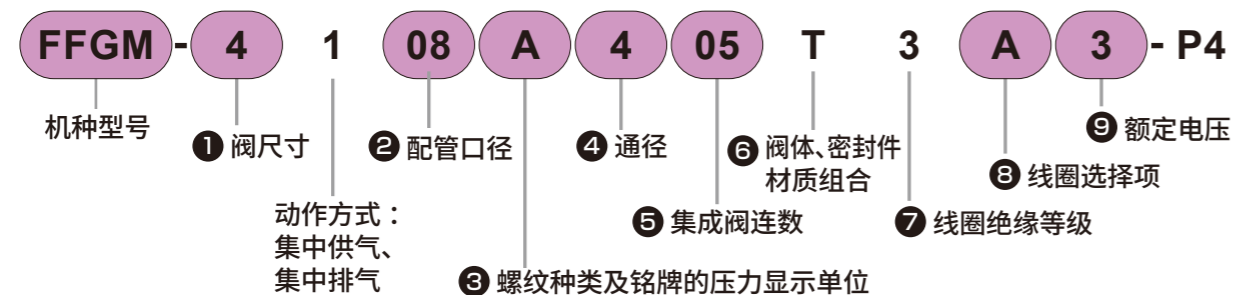 FFGM - 4 1 08 A 4 05 T 3 A 3 - P4
机种型号
❶ 阀尺寸
❷ 配管口径
❹ 通径
❻ 阀体、密封件
材质组合
❾ 额定电压
❽ 线圈选择项
动作方式：
集中供气、
集中排气
❺ 集成阀连数
❼ 线圈绝缘等级
❸ 螺纹种类及铭牌的压力显示单位